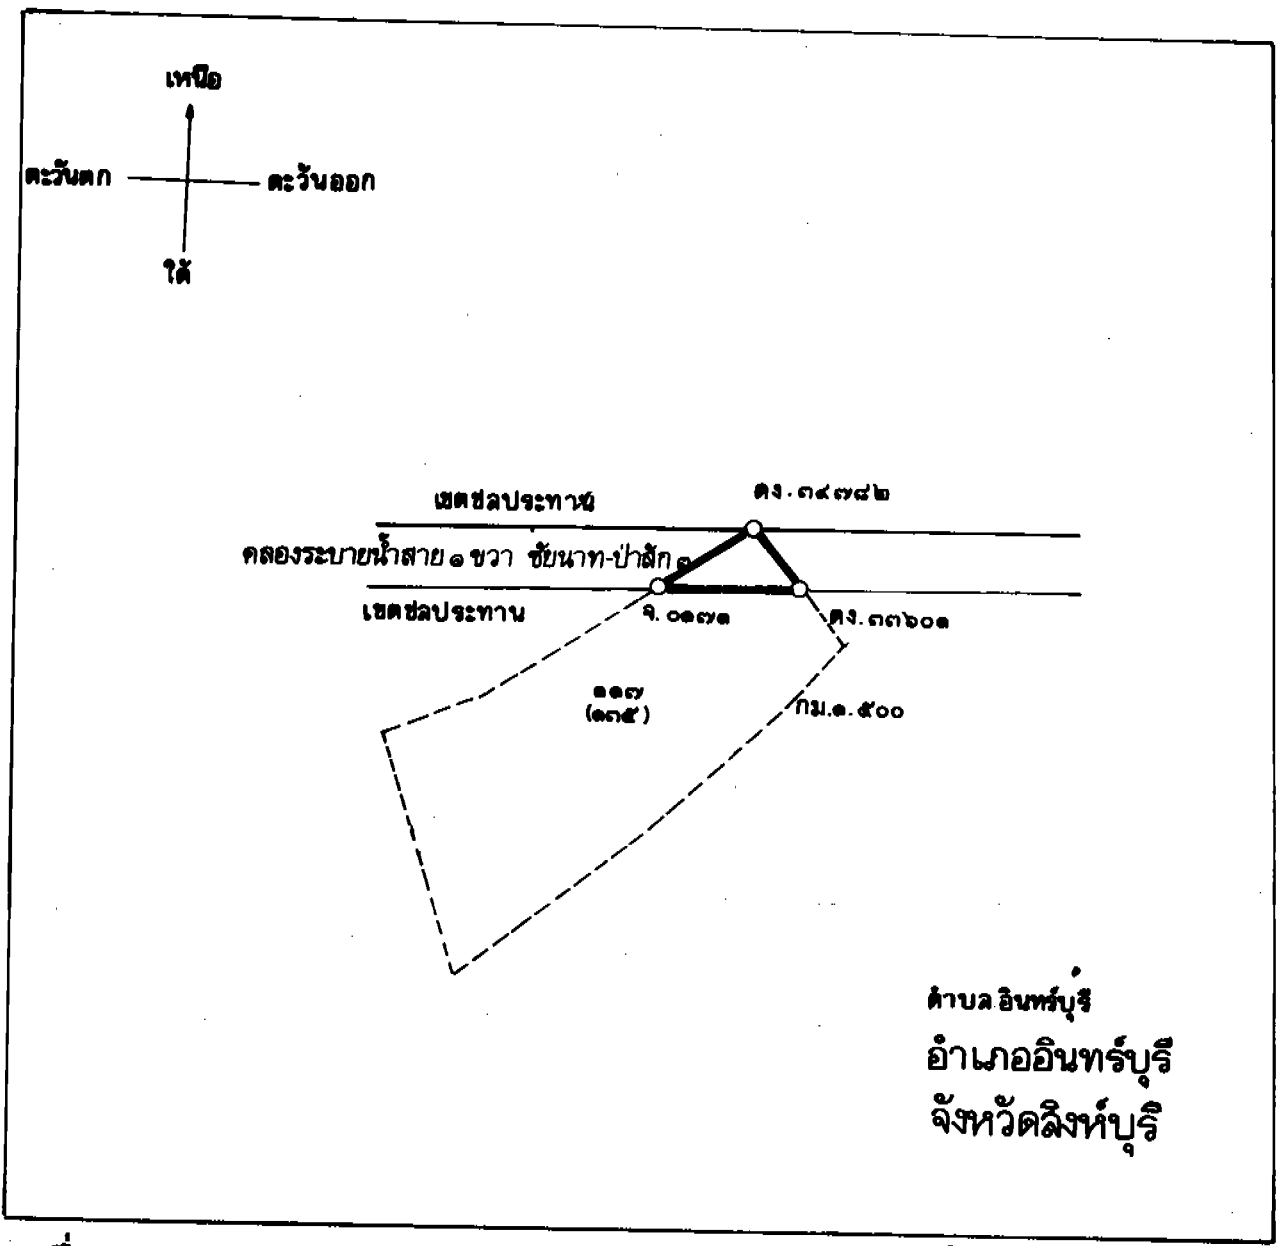 เหนือ
ตะวันตก
ตะวันออก
ใต้
เขตชลประทาน
ดง.๓๔๗๘๒
คลองระบายน้ำสาย ๑ ขวา ชัยนาท-ป่าสัก ๑
เขตชลประทาน
จ.๐๑๗๑
ดง.๓๓๖๐๑
๑๑๗
(๑๓๕)
กม.๑.๕๐๐
ตำบลอินทร์บุรี
อำเภออินทร์บุรี
จังหวัดสิงห์บุรี